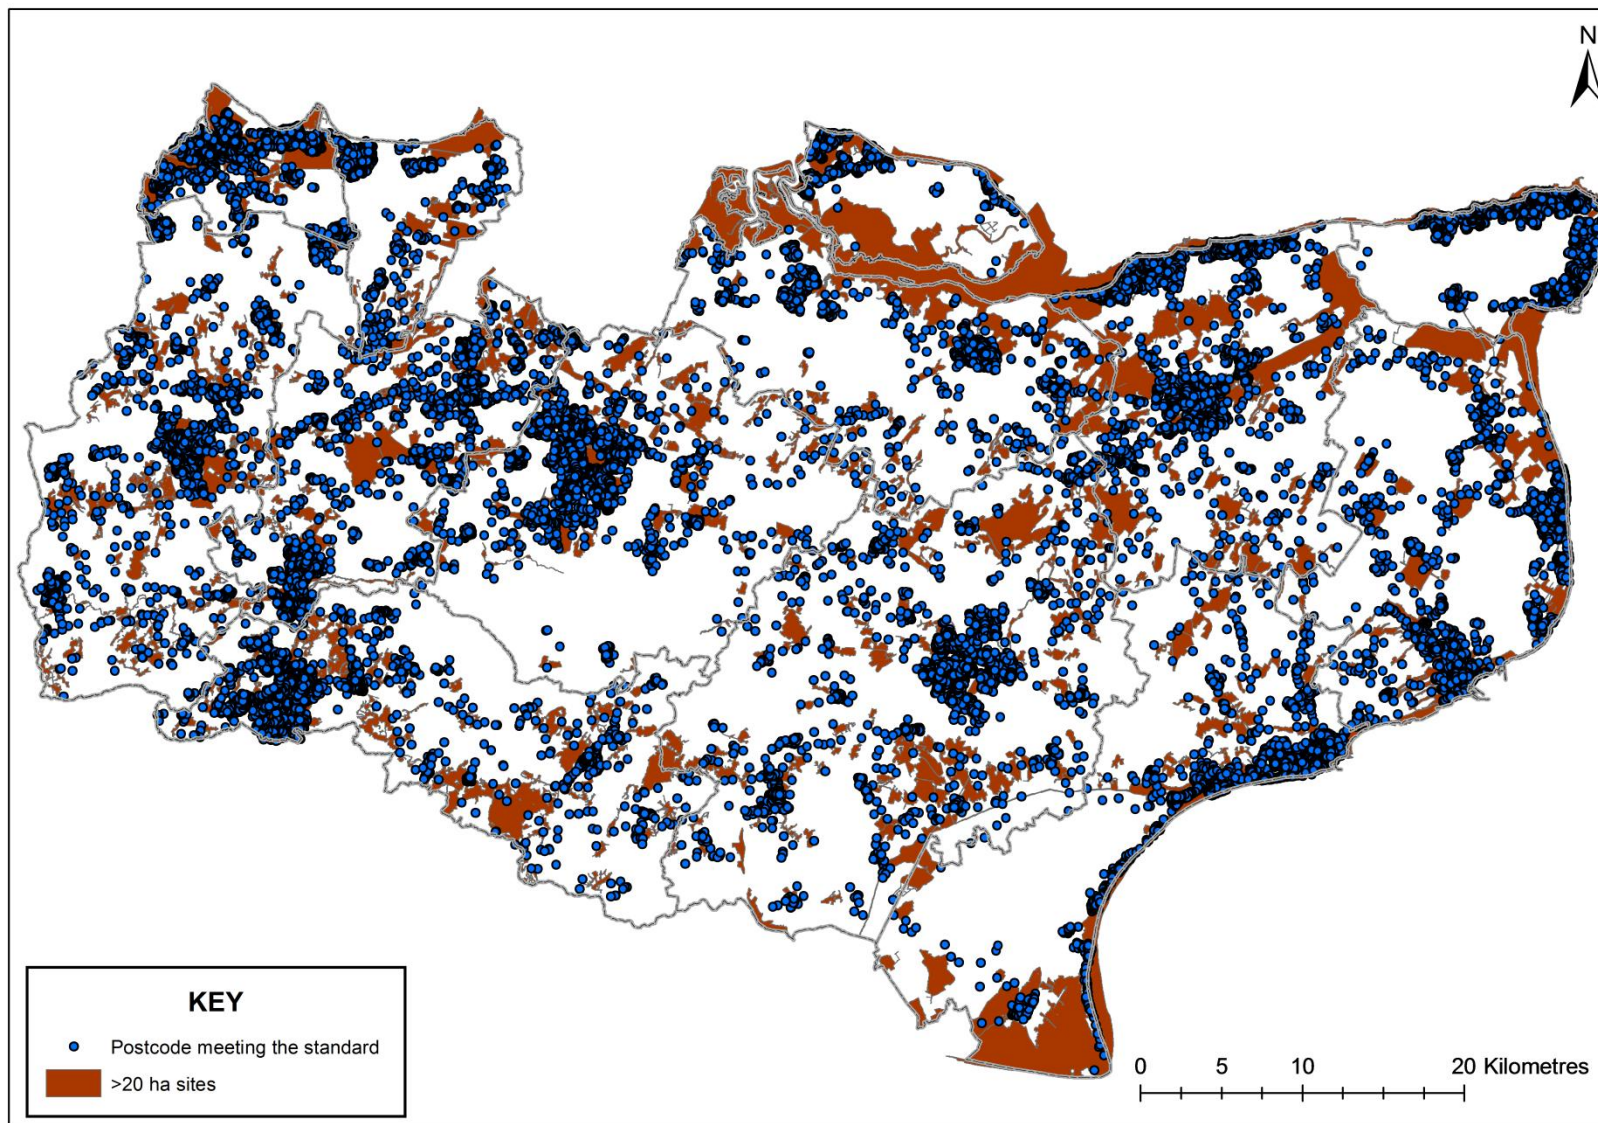 N
KEY
Postcode meeting the standard
>20 ha sites
0 5 10 20 Kilometres